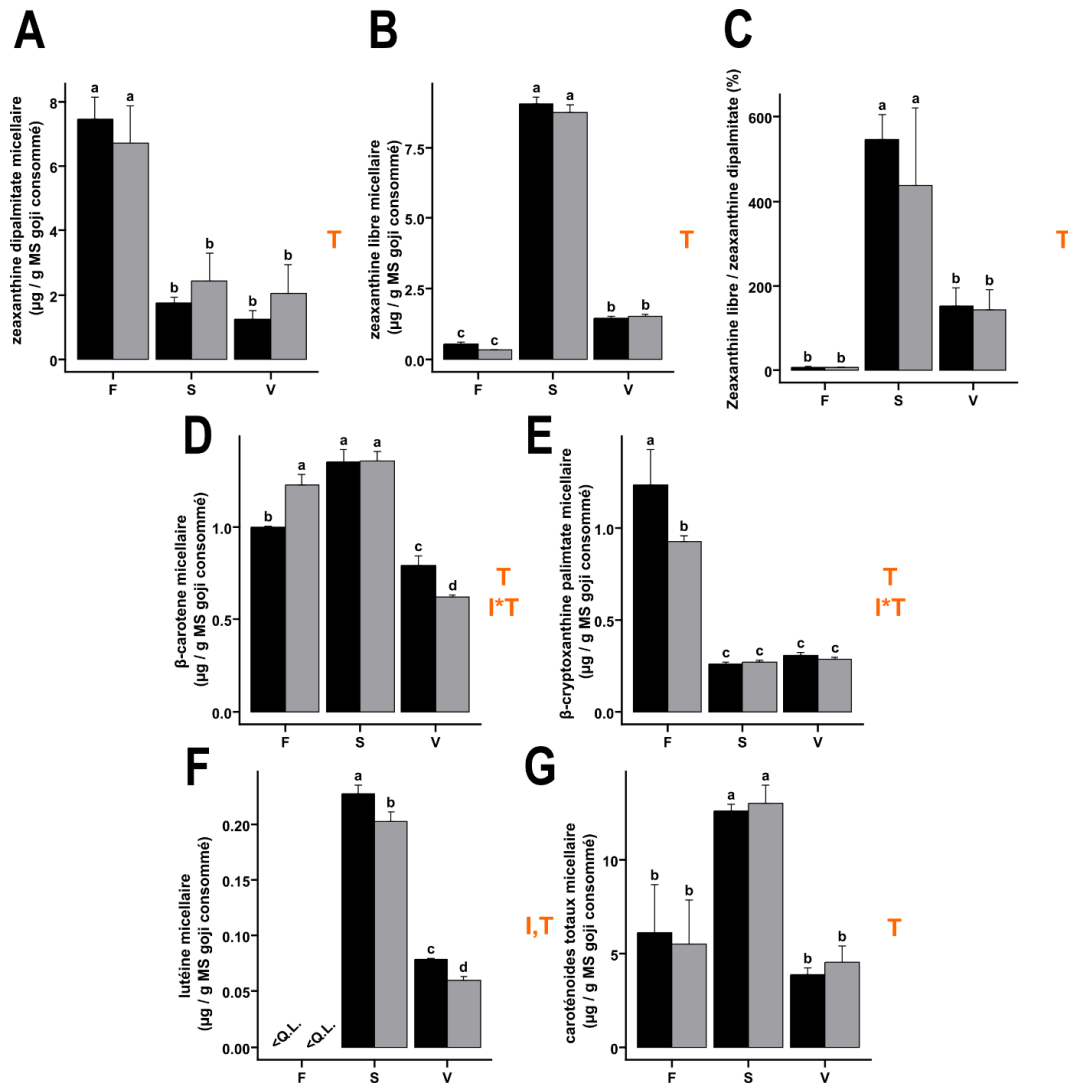 A
zeaxanthine dipalmitate micellaire
(µg / g MS goji consommé)
8
6
4
2
0
a
a
b
b
b
b
F
S
V
T
B
zeaxanthine libre micellaire
(µg / g MS goji consommé)
7.5
5.0
2.5
0.0
c
c
a
a
b
b
F
S
V
T
C
Zeaxanthine libre / zeaxanthine dipalmitate (%)
600
400
200
0
b
b
a
a
b
b
F
S
V
T
D
β-carotene micellaire
(µg / g MS goji consommé)
1.0
0.5
0.0
b
a
a
a
c
d
F
S
V
T
I*T
E
β-cryptoxanthine palimtate micellaire
(µg / g MS goji consommé)
1.0
0.5
0.0
a
b
c
c
c
c
F
S
V
T
I*T
F
lutéine micellaire
(µg / g MS goji consommé)
0.20
0.15
0.10
0.05
0.00
<Q.L.
<Q.L.
a
b
c
d
F
S
V
I,T
G
caroténoides totaux micellaire
(µg / g MS goji consommé)
10
5
0
b
b
a
a
b
b
F
S
V
T